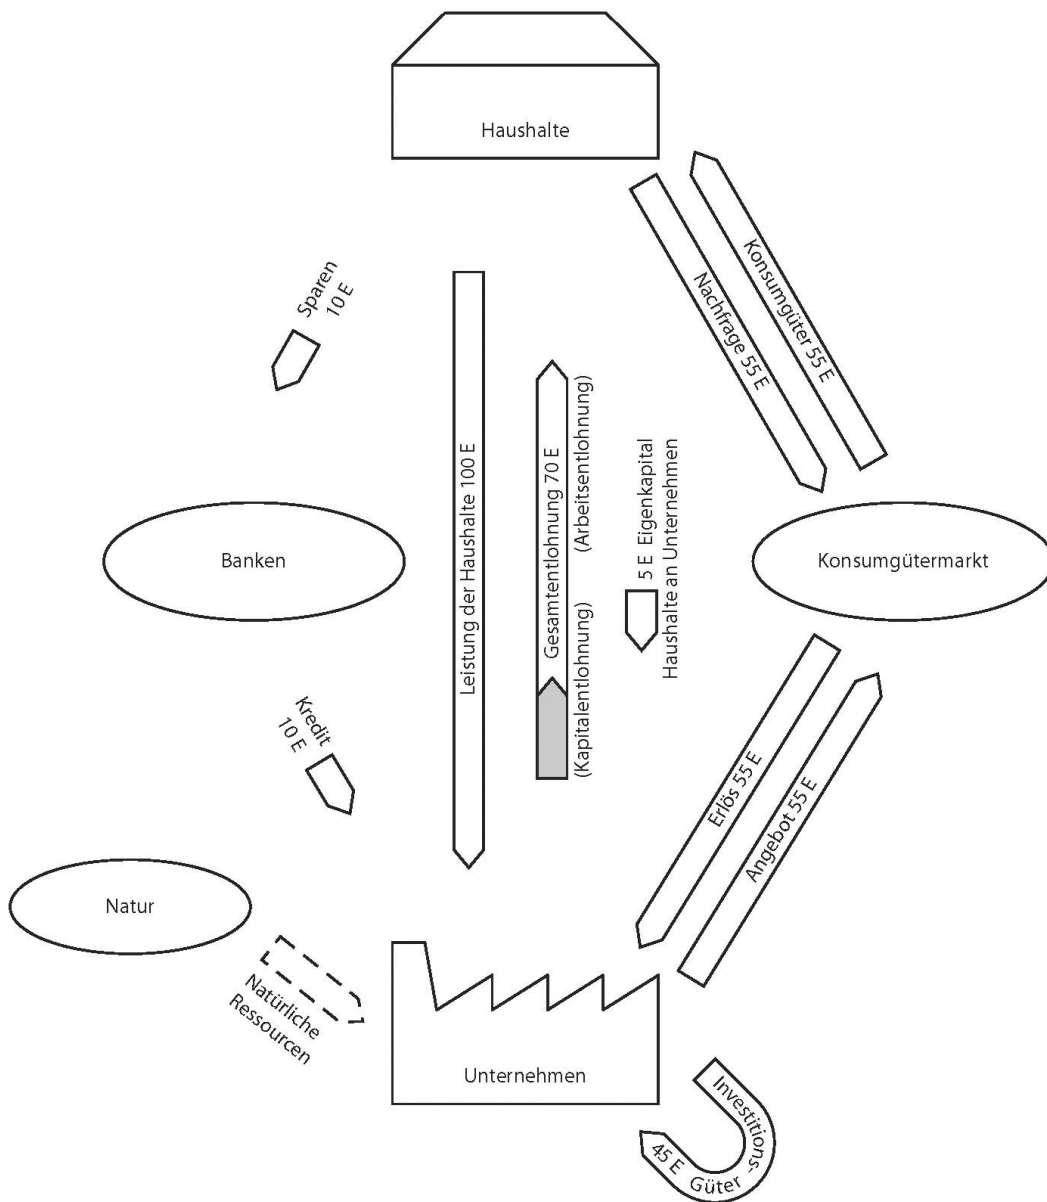 Haushalte
Sparen
10 E
Nachfrage 55 E
Konsumgüter 55 E
Leistung der Haushalte 100 E
Gesamtentlohnung 70 E
(Kapitalentlohnung)
(Arbeitsentlohnung)
5 E Eigenkapital
Haushalte an Unternehmen
Banken
Konsumgütermarkt
Kredit
10 E
Erlös 55 E
Angebot 55 E
Natur
Natürliche
Ressourcen
Unternehmen
Investitions-
45 E Güter